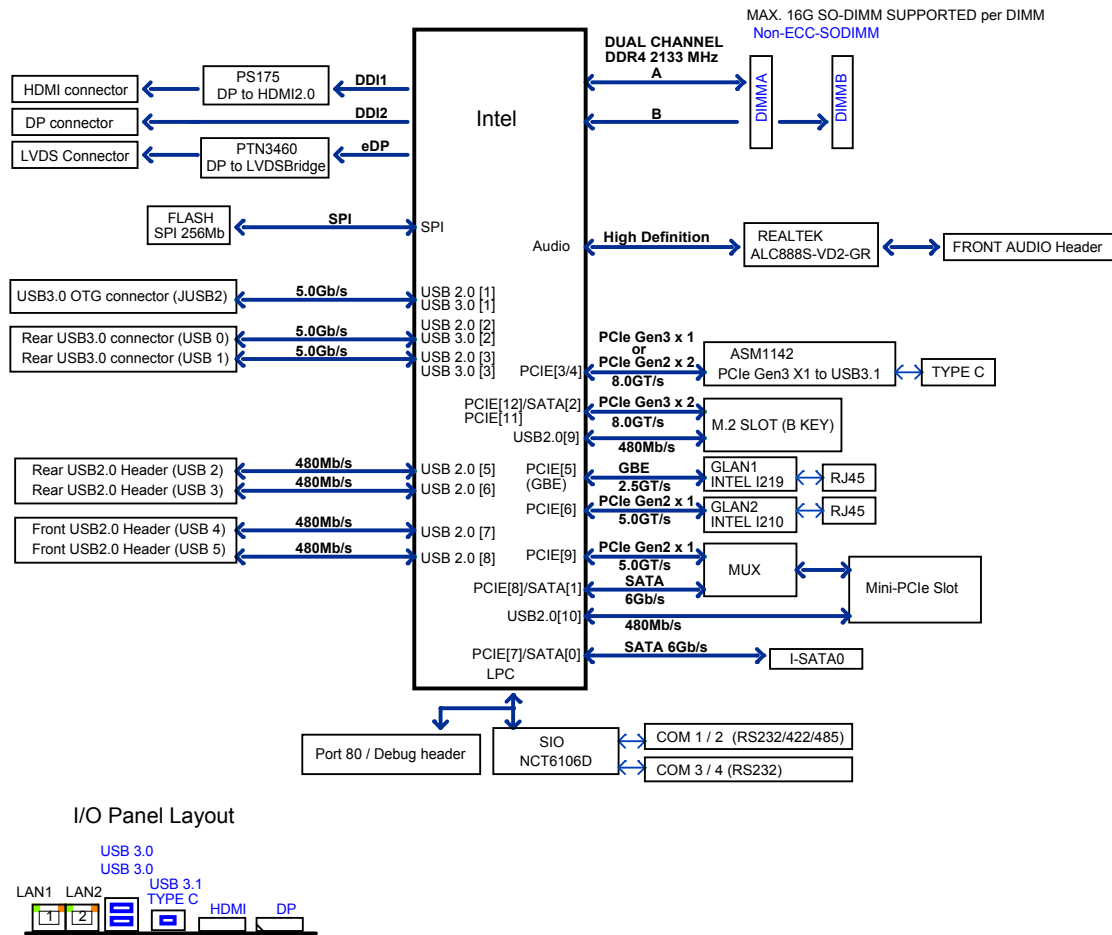 MAX. 16G SO-DIMM SUPPORTED per DIMM
Non-ECC-SODIMM
DUAL CHANNEL
DDR4 2133 MHz
A
B
DIMMA
DIMMB
Intel
HDMI connector
PS175
DP to HDMI2.0
DDI1
DP connector
DDI2
LVDS Connector
PTN3460
DP to LVDSBridge
eDP
FLASH
SPI 256Mb
SPI
SPI
Audio
High Definition
REALTEK
ALC888S-VD2-GR
FRONT AUDIO Header
USB3.0 OTG connector (JUSB2)
5.0Gb/s
USB 2.0 [1]
USB 3.0 [1]
Rear USB3.0 connector (USB 0)
5.0Gb/s
USB 2.0 [2]
USB 3.0 [2]
Rear USB3.0 connector (USB 1)
5.0Gb/s
USB 2.0 [3]
USB 3.0 [3]
PCIE[3/4]
PCIe Gen3 x 1
or
PCIe Gen2 x 2
8.0GT/s
ASM1142
PCIe Gen3 X1 to USB3.1
TYPE C
PCIE[12]/SATA[2]
PCIE[11]
PCIe Gen3 x 2
8.0GT/s
USB2.0[9]
480Mb/s
M.2 SLOT (B KEY)
Rear USB2.0 Header (USB 2)
480Mb/s
USB 2.0 [5]
Rear USB2.0 Header (USB 3)
480Mb/s
USB 2.0 [6]
PCIE[5]
(GBE)
GBE
2.5GT/s
GLAN1
INTEL I219
RJ45
PCIE[6]
PCIe Gen2 x 1
5.0GT/s
GLAN2
INTEL I210
RJ45
Front USB2.0 Header (USB 4)
480Mb/s
USB 2.0 [7]
Front USB2.0 Header (USB 5)
480Mb/s
USB 2.0 [8]
PCIE[9]
PCIe Gen2 x 1
5.0GT/s
PCIE[8]/SATA[1]
SATA
6Gb/s
MUX
Mini-PCIe Slot
USB2.0[10]
480Mb/s
PCIE[7]/SATA[0]
SATA 6Gb/s
I-SATA0
LPC
Port 80 / Debug header
SIO
NCT6106D
COM 1 / 2 (RS232/422/485)
COM 3 / 4 (RS232)
I/O Panel Layout
USB 3.0
USB 3.0
LAN1
LAN2
USB 3.1
TYPE C
HDMI
DP
1
2